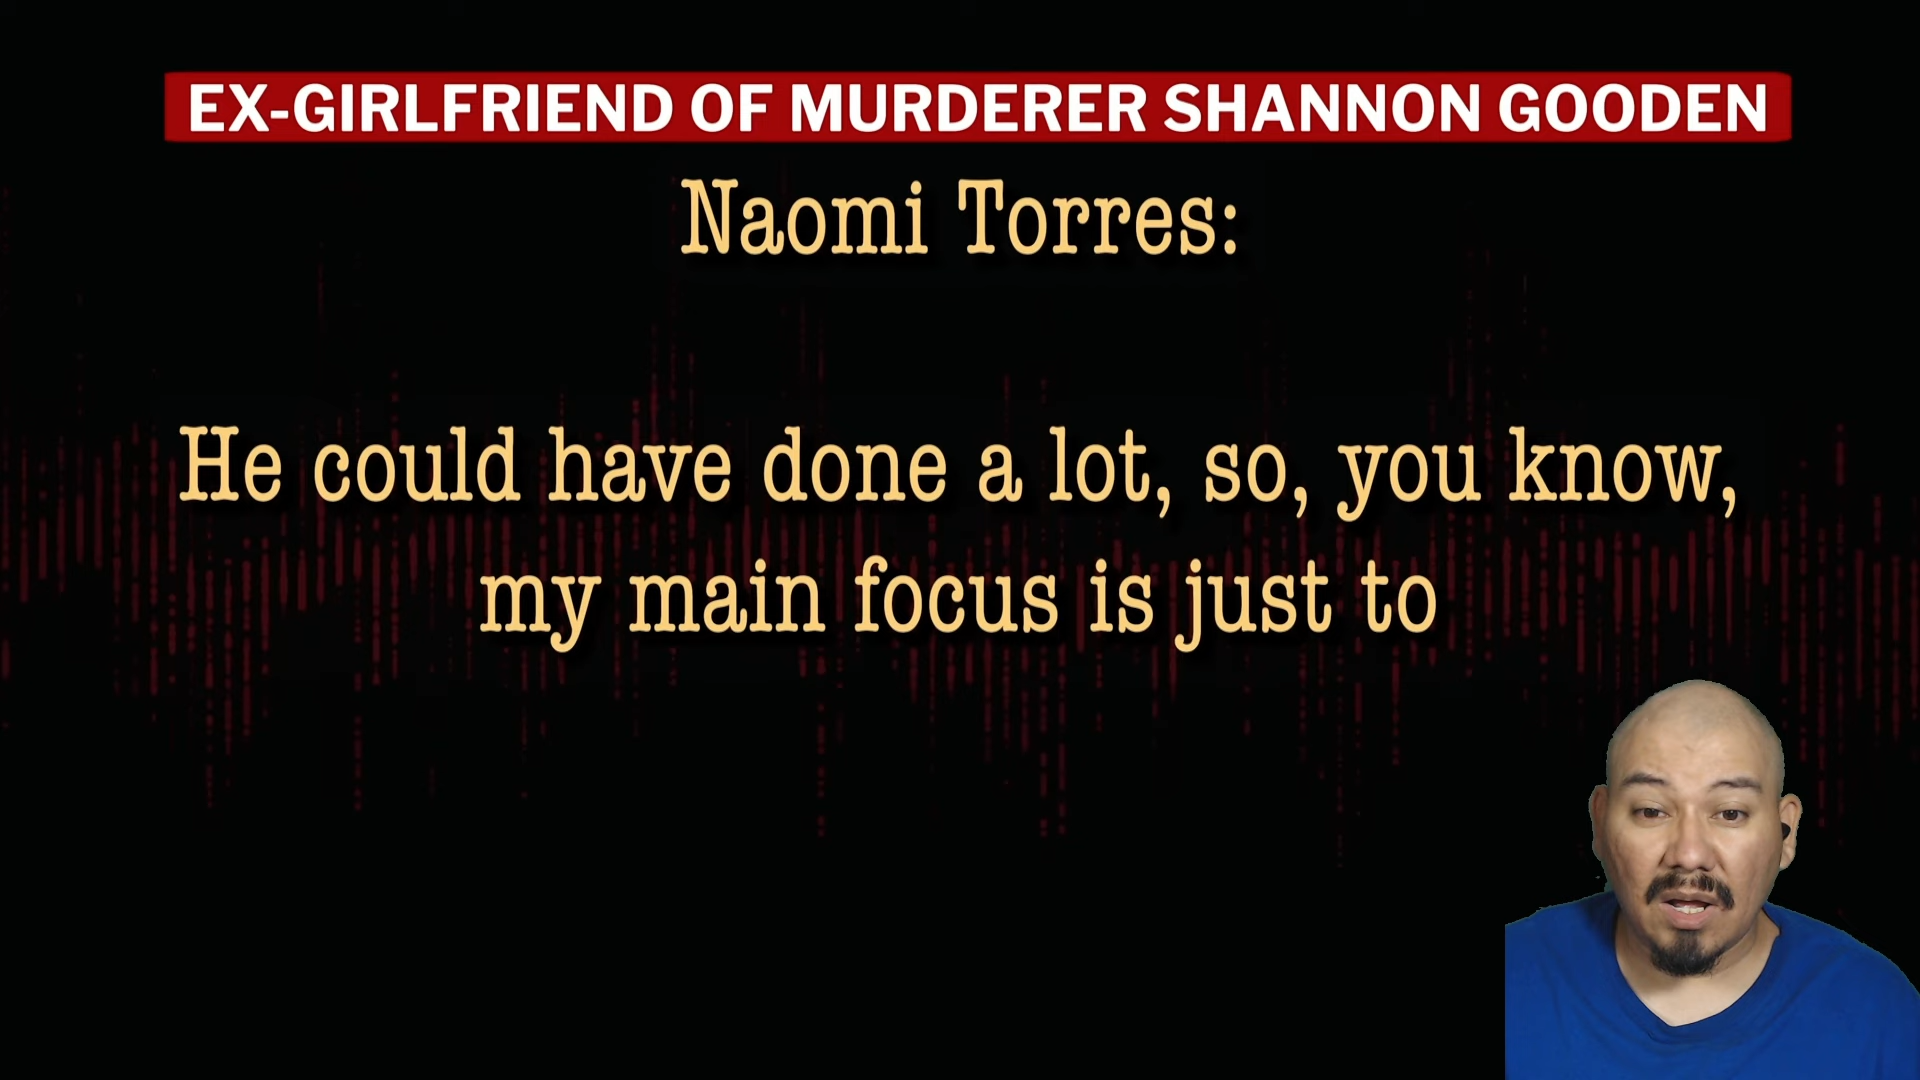 EX-GIRLFRIEND OF MURDERER SHANNON GOODEN
Naomi Torres:
He could have done a lot, so, you know,
my main focus is just to